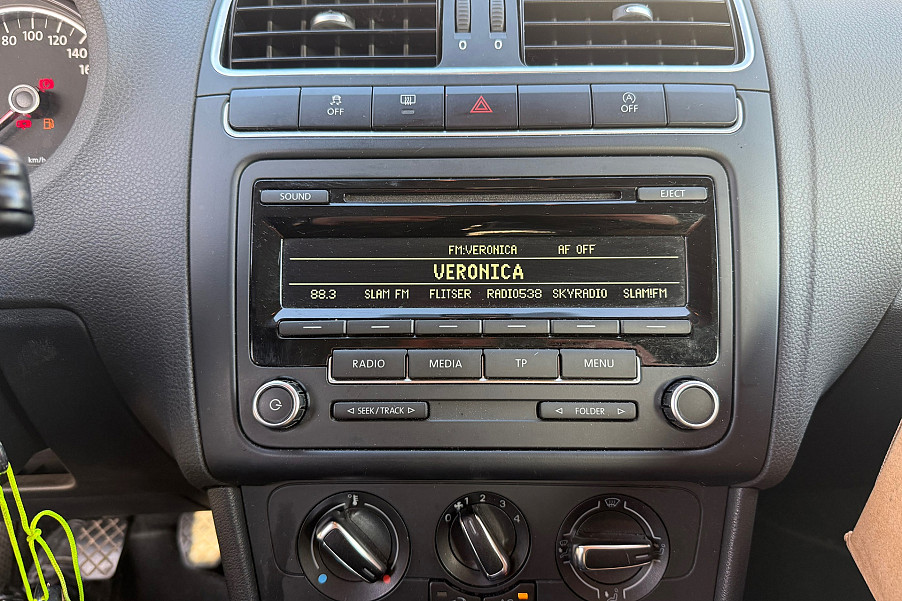 80 100 120 140 16
km/h
0 0
OFF
OFF
SOUND
EJECT
FM:VERONICA AF OFF
VERONICA
88.3 SLAM FM FLITSER RADIO538 SKYRADIO SLAM!FM
RADIO MEDIA TP MENU
SEEK / TRACK
FOLDER
0 1 2 3 4